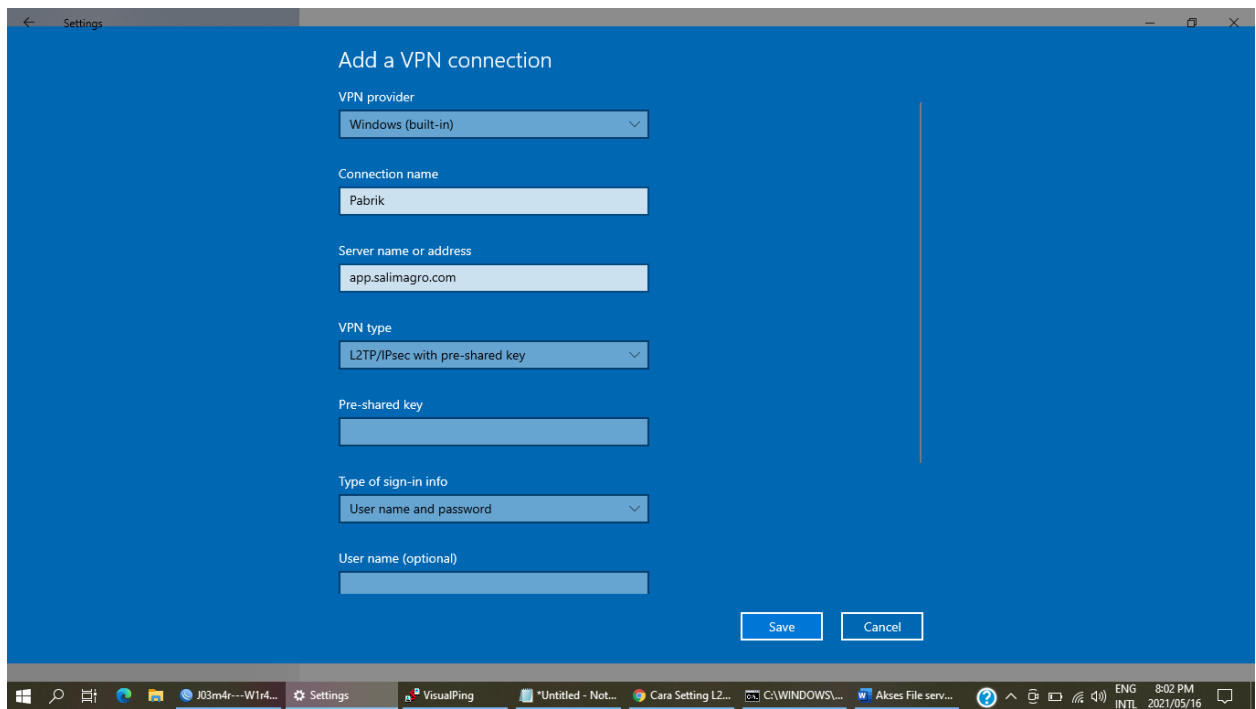 Settings
Add a VPN connection
VPN provider
Windows (built-in)
Connection name
Pabrik
Server name or address
app.salimagro.com
VPN type
L2TP/IPsec with pre-shared key
Pre-shared key
Type of sign-in info
User name and password
User name (optional)
Save Cancel
J03m4r---W1r4... Settings VisualPing *Untitled - Not... Cara Setting L2... C:\WINDOWS\... Akses File serv... ENG 8:02 PM
INTL 2021/05/16